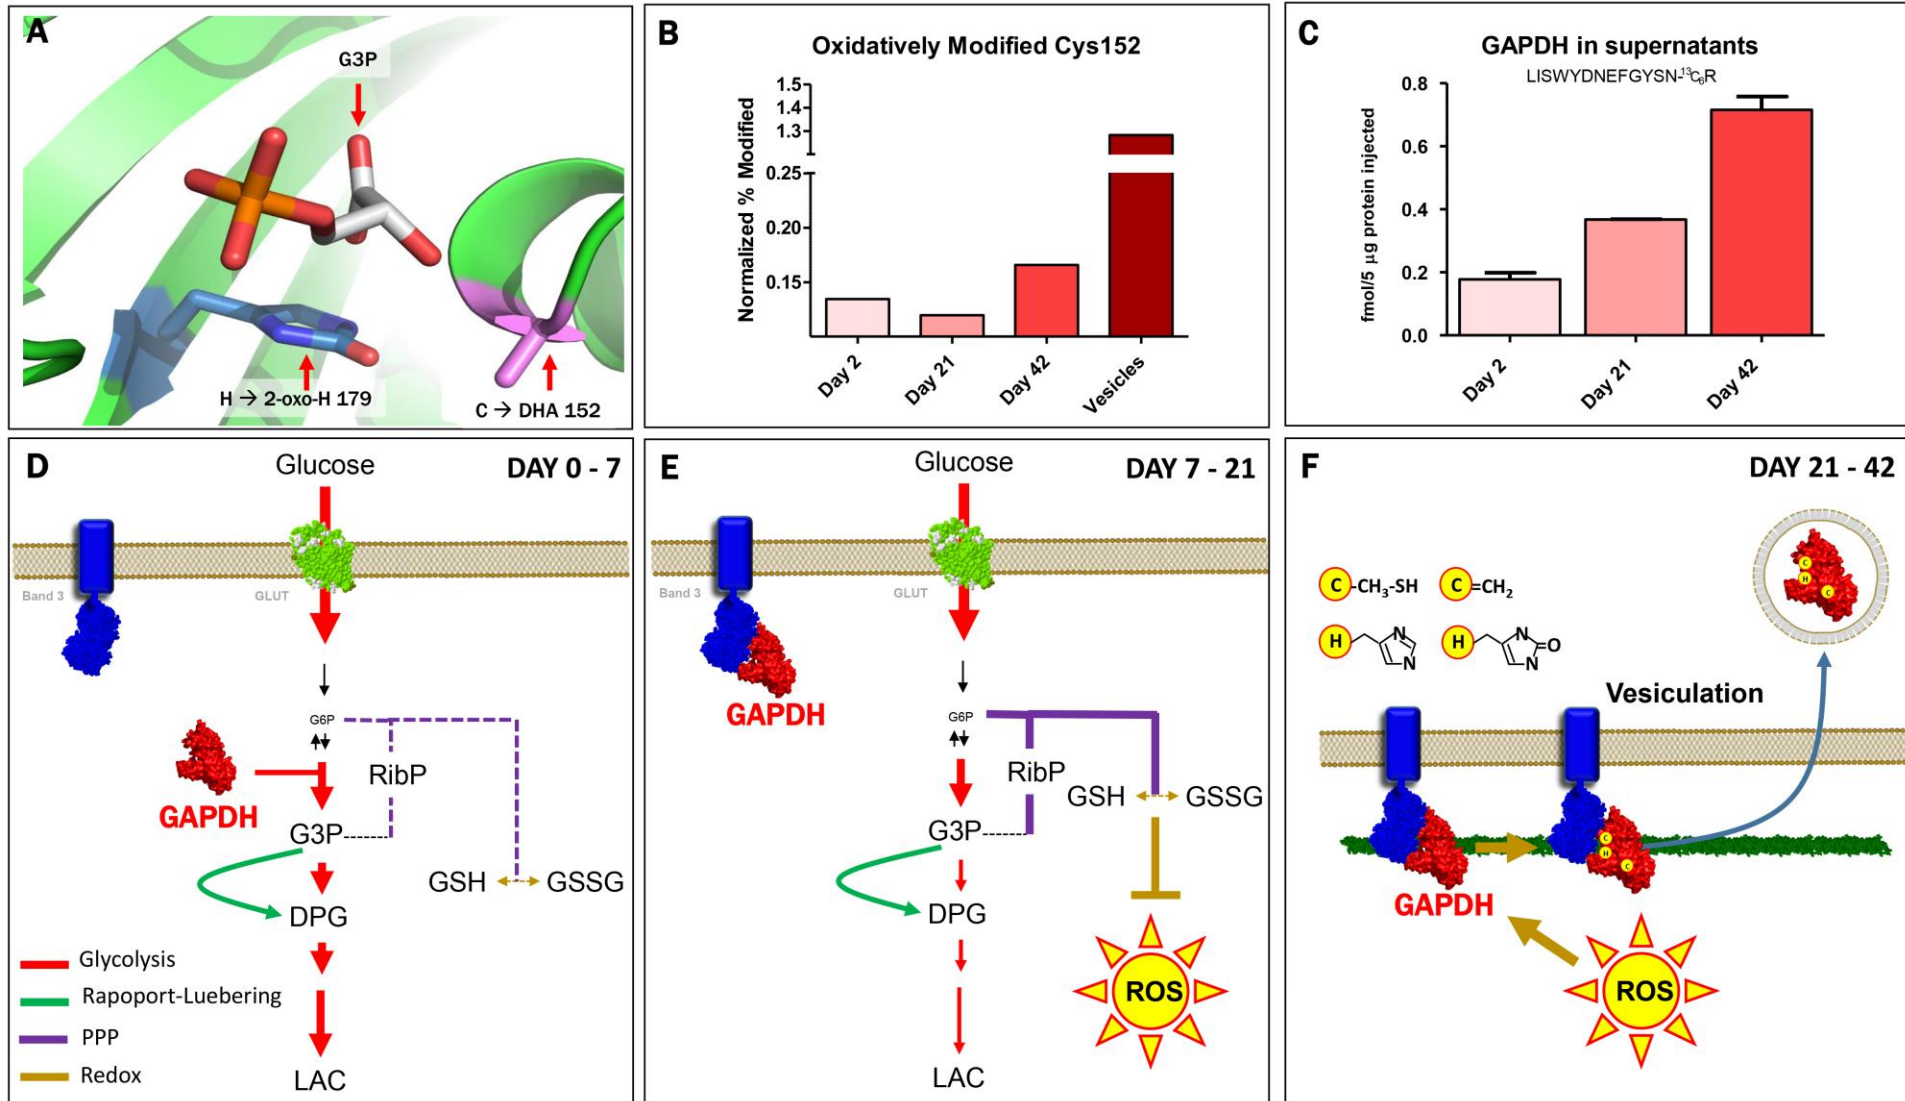 A
G3P
H → 2-oxo-H 179
C → DHA 152
B
Oxidatively Modified Cys152
Normalized % Modified
1.5
1.4
1.3
0.25
0.20
0.15
Day 2
Day 21
Day 42
Vesicles
C
GAPDH in supernatants
LISWYDNEFGYSN-¹³C₆R
fmol/5 µg protein injected
0.8
0.6
0.4
0.2
0.0
Day 2
Day 21
Day 42
D
Glucose
DAY 0 - 7
Band 3
GLUT
G6P
RibP
GAPDH
G3P
GSH
GSSG
DPG
LAC
Glycolysis
Rapoport-Luebering
PPP
Redox
E
Glucose
DAY 7 - 21
Band 3
GLUT
GAPDH
G6P
RibP
GSH
GSSG
G3P
DPG
ROS
LAC
F
DAY 21 - 42
C-CH₃-SH
C=CH₂
H
N
N
H
N
N
O
C
H
C
Vesiculation
C
H
C
GAPDH
ROS